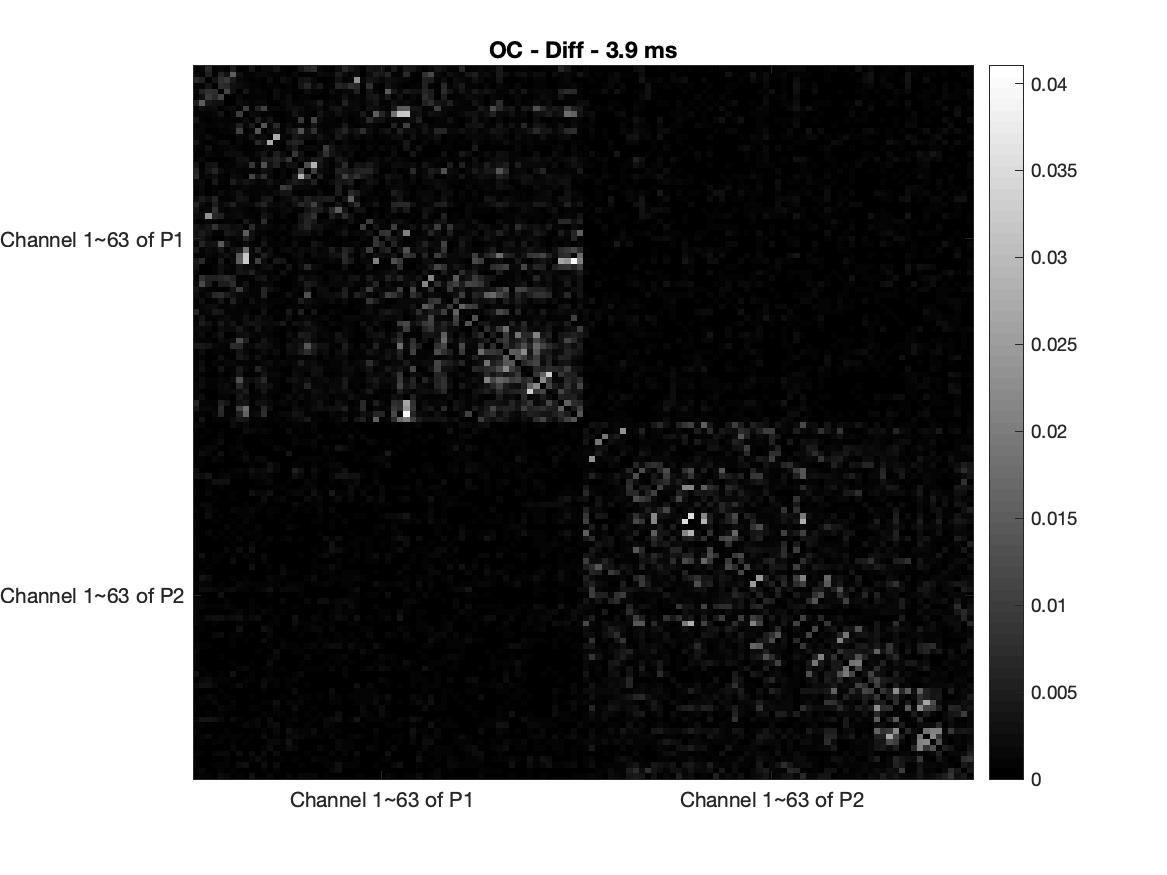 OC - Diff - 3.9 ms
0.04
0.035
Channel 1~63 of P1
0.03
0.025
0.02
0.015
Channel 1~63 of P2
0.01
0.005
0
Channel 1~63 of P1
Channel 1~63 of P2